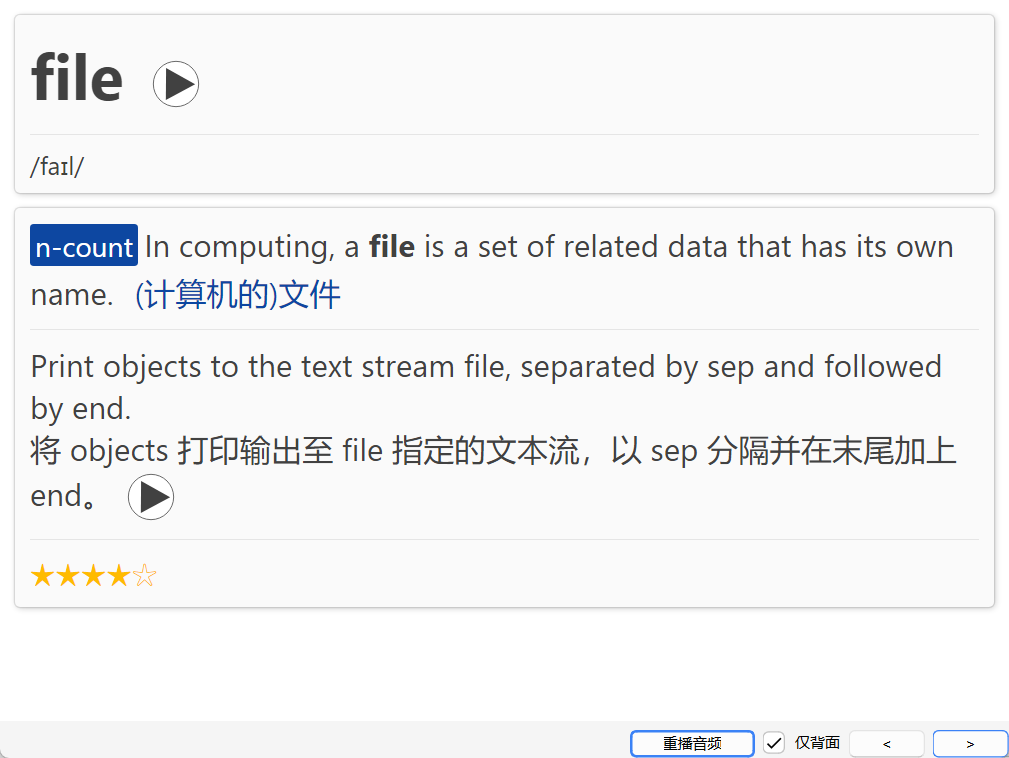 file
/faɪl/
n-count In computing, a file is a set of related data that has its own
name. (计算机的)文件
Print objects to the text stream file, separated by sep and followed
by end.
将 objects 打印输出至 file 指定的文本流，以 sep 分隔并在末尾加上
end。
★★★★☆
重播音频 仅背面 < >